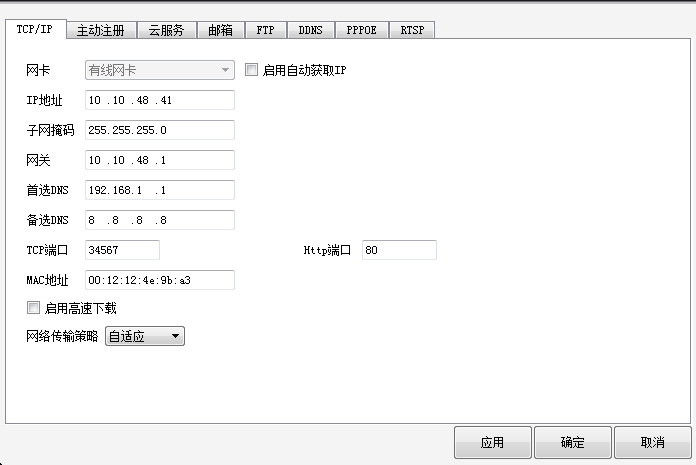 TCP/IP 主动注册 云服务 邮箱 FTP DDNS PPPOE RTSP
网卡 有线网卡 启用自动获取IP
IP地址 10 .10 .48 .41
子网掩码 255.255.255.0
网关 10 .10 .48 .1
首选DNS 192.168.1 .1
备选DNS 8 .8 .8 .8
TCP端口 34567 Http端口 80
MAC地址 00:12:12:4e:9b:a3
启用高速下载
网络传输策略 自适应
应用 确定 取消